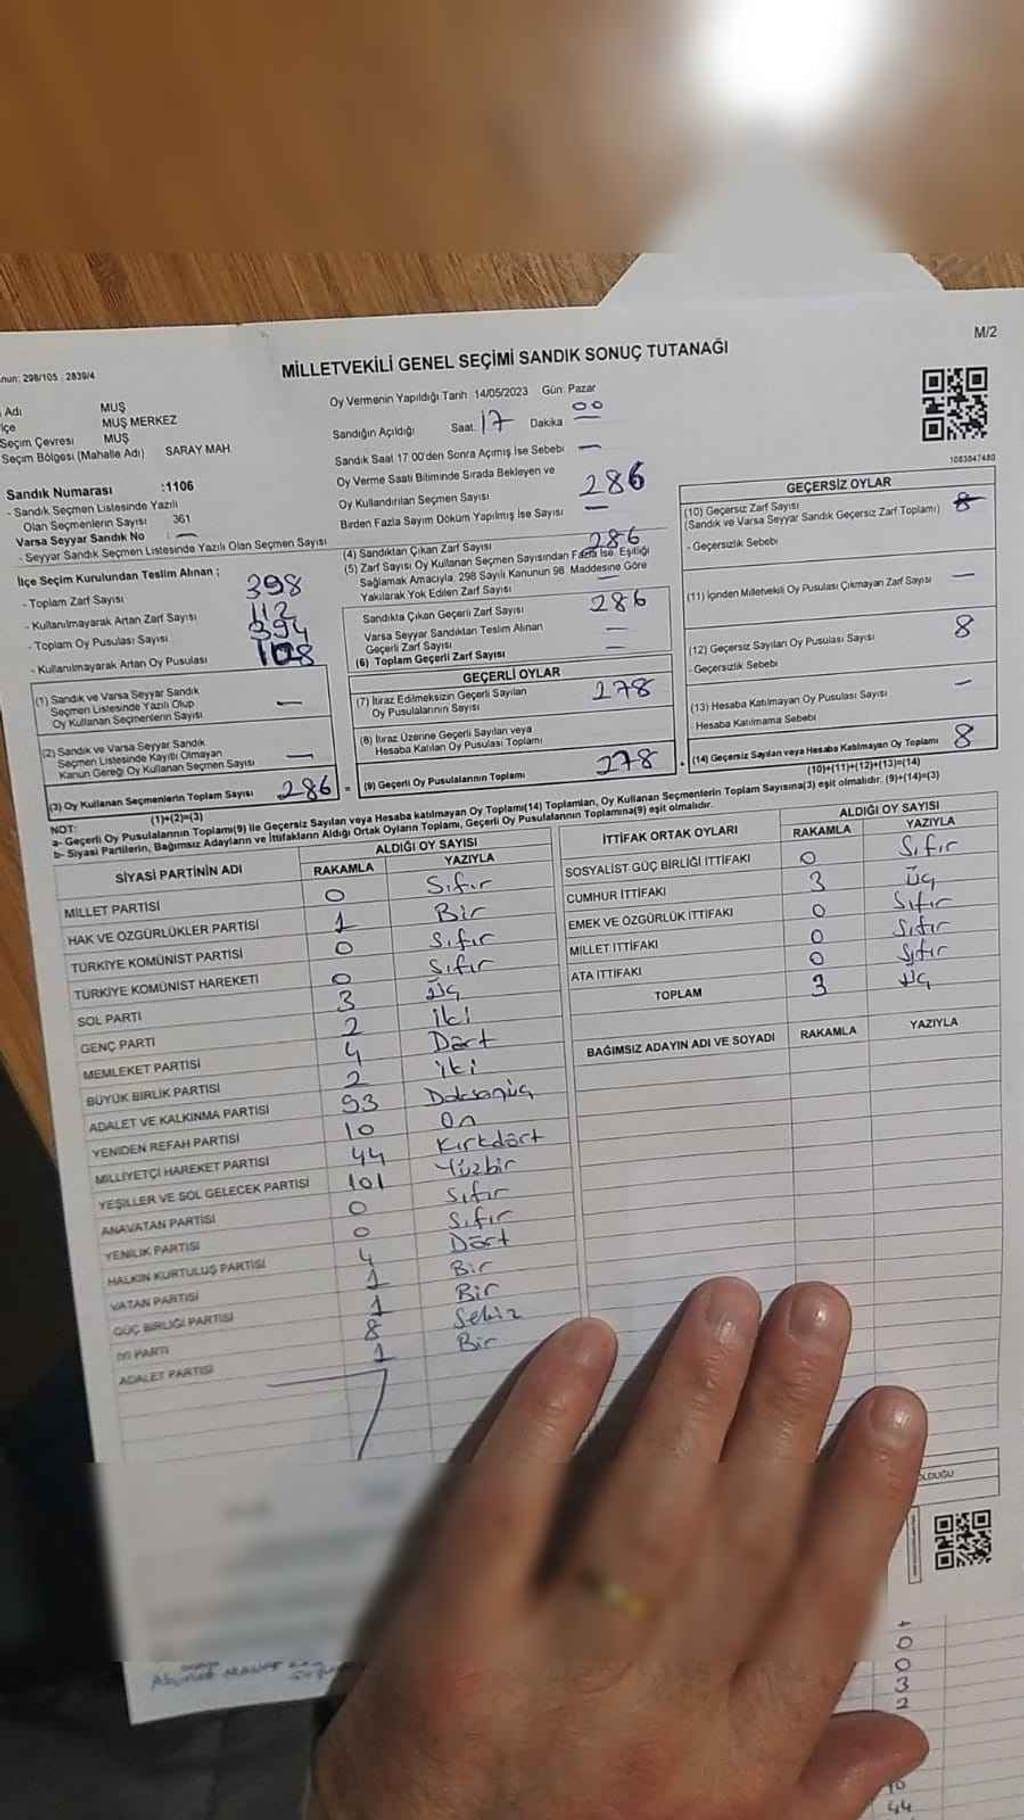 M/2
MİLLETVEKİLİ GENEL SEÇİMİ SANDIK SONUÇ TUTANAĞI
nun: 298/105 : 2839/4
Adı MUŞ
çe MUŞ MERKEZ
Seçim Çevresi MUŞ
Seçim Bölgesi (Mahalle Adı) SARAY MAH.
Sandık Numarası :1106
- Sandık Seçmen Listesinde Yazılı
Olan Seçmenlerin Sayısı 361
Varsa Seyyar Sandık No : —
- Seyyar Sandık Seçmen Listesinde Yazılı Olan Seçmen Sayısı
İlçe Seçim Kurulundan Teslim Alınan ;
- Toplam Zarf Sayısı 398
- Kullanılmayarak Artan Zarf Sayısı 112
- Toplam Oy Pusulası Sayısı 394
- Kullanılmayarak Artan Oy Pusulası 108
(1) Sandık ve Varsa Seyyar Sandık
Seçmen Listesinde Yazılı Olup
Oy Kullanan Seçmenlerin Sayısı —
(2) Sandık ve Varsa Seyyar Sandık
Seçmen Listesinde Kayıtlı Olmayan
Kanun Gereği Oy Kullanan Seçmen Sayısı —
(3) Oy Kullanan Seçmenlerin Toplam Sayısı 286 =
(1)+(2)=(3)
Oy Vermenin Yapıldığı Tarih 14/05/2023 Gün: Pazar
Sandığın Açıldığı Saat: 17 Dakika 00
Sandık Saat 17:00'den Sonra Açımış İse Sebebi —
Oy Verme Saati Bitiminde Sırada Bekleyen ve
Oy Kullandırılan Seçmen Sayısı 286
Birden Fazla Sayım Döküm Yapılmış İse Sayısı —
(4) Sandıktan Çıkan Zarf Sayısı 286
(5) Zarf Sayısı Oy Kullanan Seçmen Sayısından Fazla İse, Eşitliği
Sağlamak Amacıyla, 298 Sayılı Kanunun 98. Maddesine Göre
Yakılarak Yok Edilen Zarf Sayısı —
Sandıkta Çıkan Geçerli Zarf Sayısı 286
Varsa Seyyar Sandıktan Teslim Alınan
Geçerli Zarf Sayısı —
(6) Toplam Geçerli Zarf Sayısı —
GEÇERLİ OYLAR
(7) İtiraz Edilmeksizin Geçerli Sayılan
Oy Pusulalarının Sayısı 278
(8) İtiraz Üzerine Geçerli Sayılan veya
Hesaba Katılan Oy Pusulası Toplamı
(9) Geçerli Oy Pusulalarının Toplamı 278 +
1083847480
GEÇERSİZ OYLAR
(10) Geçersiz Zarf Sayısı 8
(Sandık ve Varsa Seyyar Sandık Geçersiz Zarf Toplamı)
- Geçersizlik Sebebi
(11) İçinden Milletvekili Oy Pusulası Çıkmayan Zarf Sayısı —
(12) Geçersiz Sayılan Oy Pusulası Sayısı 8
-Geçersizlik Sebebi
(13) Hesaba Katılmayan Oy Pusulası Sayısı —
Hesaba Katılmama Sebebi
(14) Geçersiz Sayılan veya Hesaba Katılmayan Oy Toplamı 8
(10)+(11)+(12)+(13)=(14)
NOT:
a- Geçerli Oy Pusulalarının Toplamı(9) ile Geçersiz Sayılan veya Hesaba katılmayan Oy Toplamı(14) Toplamları, Oy Kullanan Seçmenlerin Toplam Sayısına(3) eşit olmalıdır. (9)+(14)=(3)
b- Siyasi Partilerin, Bağımsız Adayların ve İttifakların Aldığı Ortak Oyların Toplamı, Geçerli Oy Pusulalarının Toplamına(9) eşit olmalıdır.
SİYASİ PARTİNİN ADI ALDIĞI OY SAYISI
RAKAMLA YAZIYLA
MİLLET PARTİSİ 0 Sıfır
HAK VE ÖZGÜRLÜKLER PARTİSİ 1 Bir
TÜRKİYE KOMÜNİST PARTİSİ 0 Sıfır
TÜRKİYE KOMÜNİST HAREKETİ 0 Sıfır
SOL PARTİ 3 Üç
GENÇ PARTİ 2 İki
MEMLEKET PARTİSİ 4 Dört
BÜYÜK BİRLİK PARTİSİ 2 iki
ADALET VE KALKINMA PARTİSİ 93 Doksanüç
YENİDEN REFAH PARTİSİ 10 On
MİLLİYETÇİ HAREKET PARTİSİ 44 Kırkdört
YEŞİLLER VE SOL GELECEK PARTİSİ 101 Yüzbir
ANAVATAN PARTİSİ 0 Sıfır
YENİLİK PARTİSİ 0 Sıfır
HALKIN KURTULUŞ PARTİSİ 4 Dört
VATAN PARTİSİ 1 Bir
GÜÇ BİRLİĞİ PARTİSİ 1 Bir
İYİ PARTİ 8 Sekiz
ADALET PARTİSİ 1 Bir
İTTİFAK ORTAK OYLARI ALDIĞI OY SAYISI
RAKAMLA YAZIYLA
SOSYALİST GÜÇ BİRLİĞİ İTTİFAKI 0 Sıfır
CUMHUR İTTİFAKI 3 Üç
EMEK VE ÖZGÜRLÜK İTTİFAKI 0 Sıfır
MİLLET İTTİFAKI 0 Sıfır
ATA İTTİFAKI 0 Sıfır
TOPLAM 3 Üç
BAĞIMSIZ ADAYIN ADI VE SOYADI RAKAMLA YAZIYLA
OLDUĞU
1
0
0
3
2
10
44